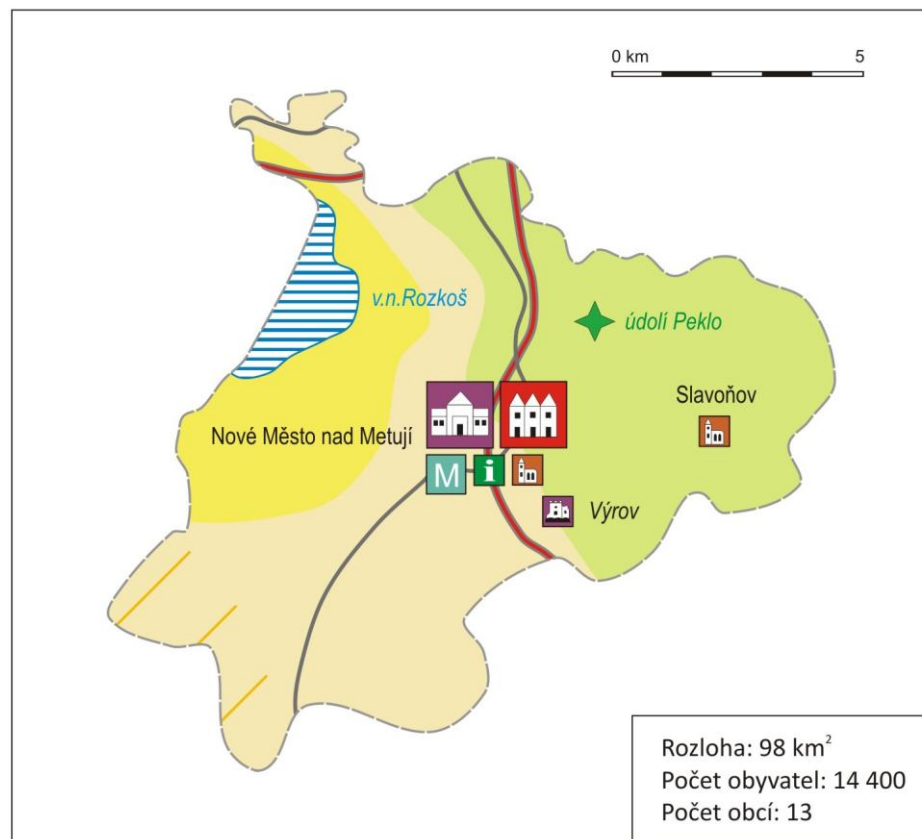 0 km 5
v.n.Rozkoš
údolí Peklo
Slavoňov
Nové Město nad Metují
M i
Výrov
Rozloha: 98 km²
Počet obyvatel: 14 400
Počet obcí: 13